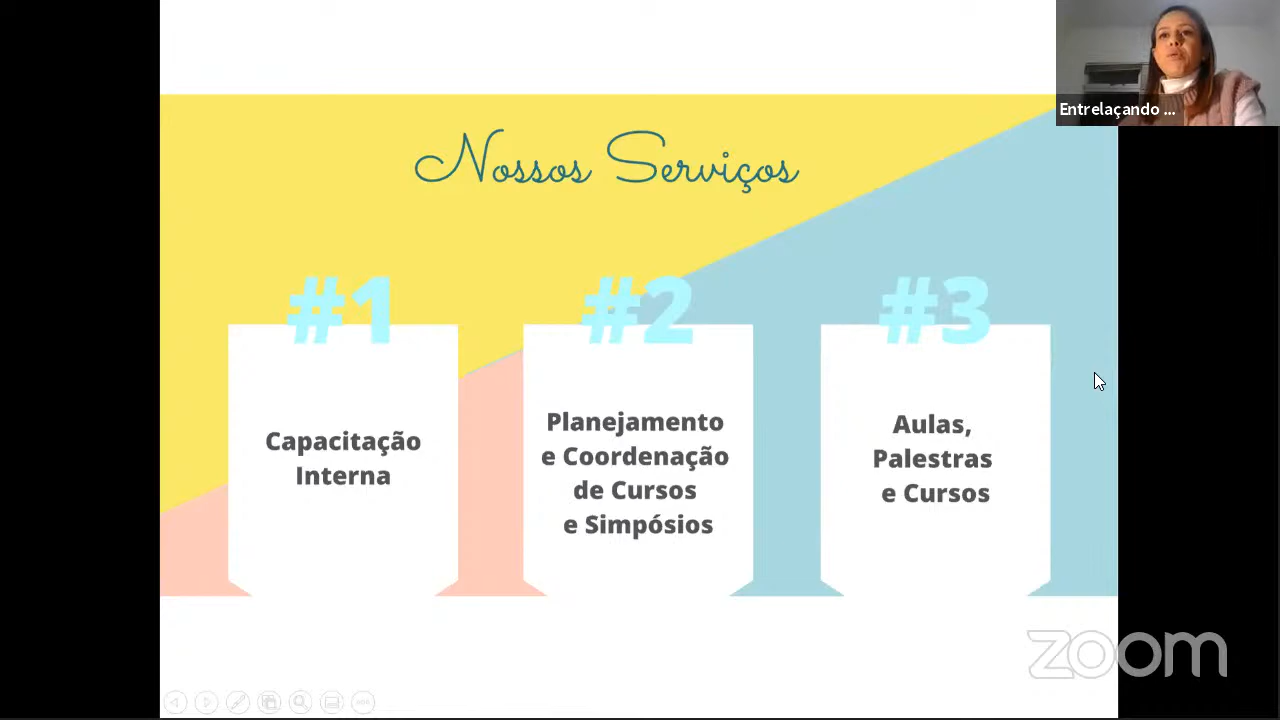 Entrelaçando ...
Nossos Serviços
#1
#2
#3
Capacitação
Interna
Planejamento
e Coordenação
de Cursos
e Simpósios
Aulas,
Palestras
e Cursos
zoom